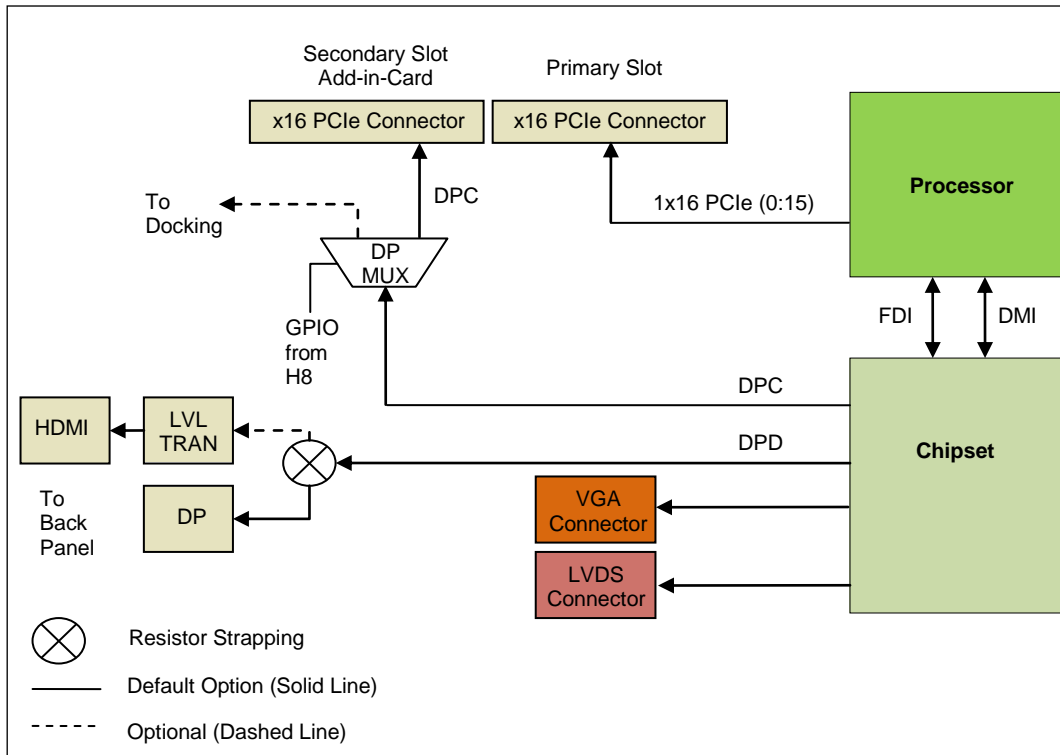 Secondary Slot
Add-in-Card
Primary Slot
x16 PCIe Connector
x16 PCIe Connector
Processor
To
Docking
DPC
1x16 PCIe (0:15)
DP
MUX
GPIO
from
H8
FDI
DMI
DPC
HDMI
LVL
TRAN
DPD
Chipset
To
Back
Panel
DP
VGA
Connector
LVDS
Connector
Resistor Strapping
Default Option (Solid Line)
Optional (Dashed Line)